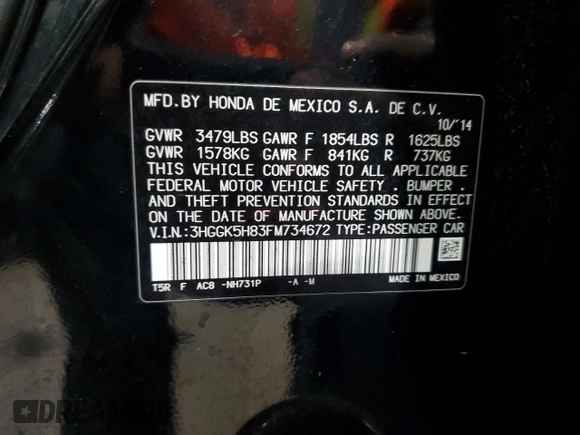 MFD.BY HONDA DE MEXICO S.A. DE C.V.
10/'14
GVWR 3479LBS GAWR F 1854LBS R 1625LBS
GVWR 1578KG GAWR F 841KG R 737KG
THIS VEHICLE CONFORMS TO ALL APPLICABLE
FEDERAL MOTOR VEHICLE SAFETY . BUMPER .
AND THEFT PREVENTION STANDARDS IN EFFECT
ON THE DATE OF MANUFACTURE SHOWN ABOVE.
V.I.N:3HGGK5H83FM734672 TYPE:PASSENGER CAR
T5R F AC8 -NH731P -A -M
MADE IN MEXICO
DREAMBID